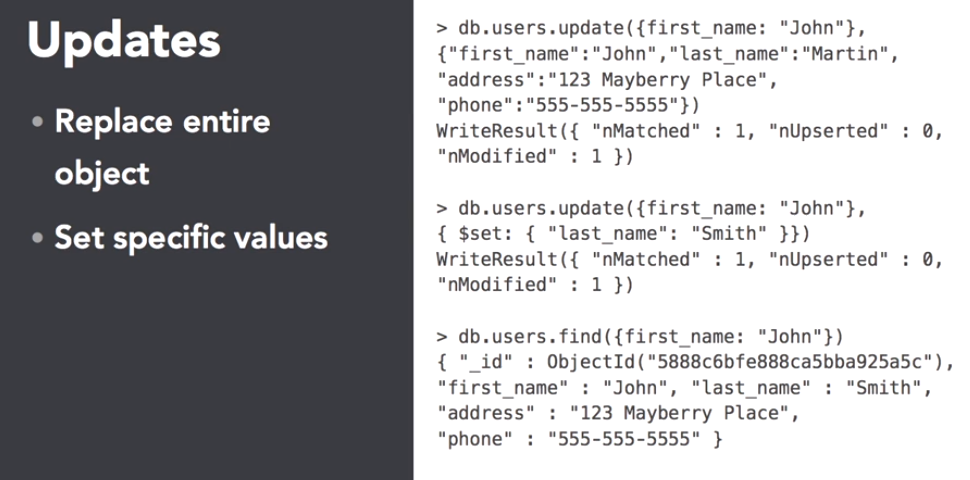 Updates
• Replace entire
object
• Set specific values
> db.users.update({first_name: "John"},
{"first_name":"John","last_name":"Martin",
"address":"123 Mayberry Place",
"phone":"555-555-5555"})
WriteResult({ "nMatched" : 1, "nUpserted" : 0,
"nModified" : 1 })
> db.users.update({first_name: "John"},
{ $set: { "last_name": "Smith" }})
WriteResult({ "nMatched" : 1, "nUpserted" : 0,
"nModified" : 1 })
> db.users.find({first_name: "John"})
{ "_id" : ObjectId("5888c6bfe888ca5bba925a5c"),
"first_name" : "John", "last_name" : "Smith",
"address" : "123 Mayberry Place",
"phone" : "555-555-5555" }